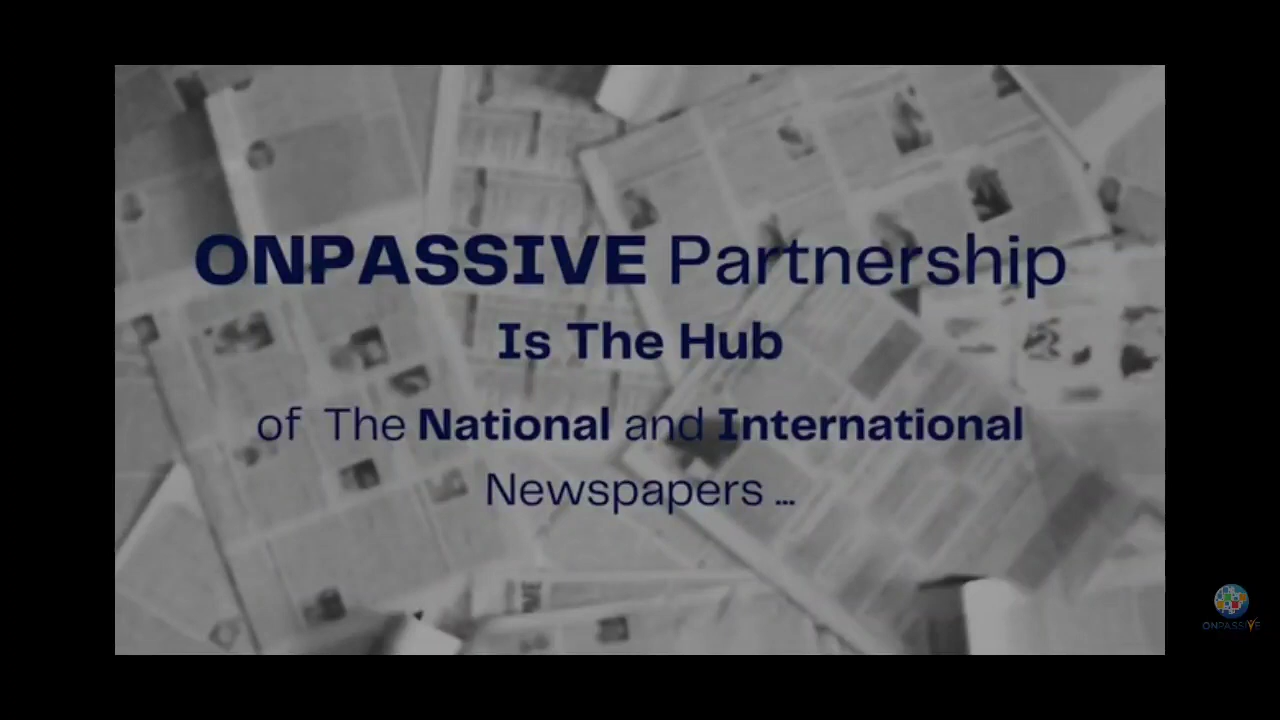 ONPASSIVE Partnership
Is The Hub
of The National and International
Newspapers ...
ONPASSIVE